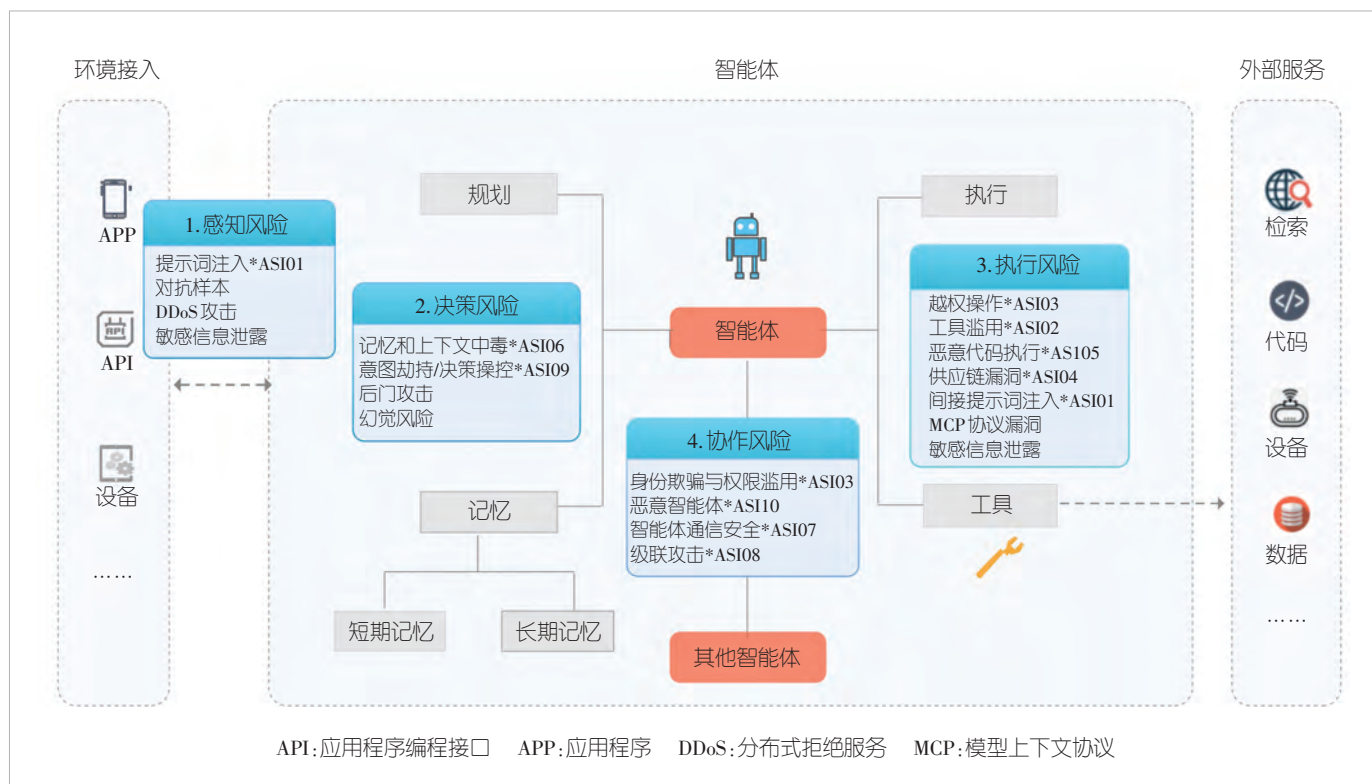 环境接入
智能体
外部服务
APP
API
设备
……
1.感知风险
提示词注入*ASI01
对抗样本
DDoS攻击
敏感信息泄露
规划
2.决策风险
记忆和上下文中毒*ASI06
意图劫持/决策操控*ASI09
后门攻击
幻觉风险
记忆
短期记忆
长期记忆
智能体
4.协作风险
身份欺骗与权限滥用*ASI03
恶意智能体*ASI10
智能体通信安全*ASI07
级联攻击*ASI08
其他智能体
执行
3.执行风险
越权操作*ASI03
工具滥用*ASI02
恶意代码执行*AS105
供应链漏洞*ASI04
间接提示词注入*ASI01
MCP协议漏洞
敏感信息泄露
工具
检索
代码
设备
数据
……
API:应用程序编程接口 APP:应用程序 DDoS:分布式拒绝服务 MCP:模型上下文协议